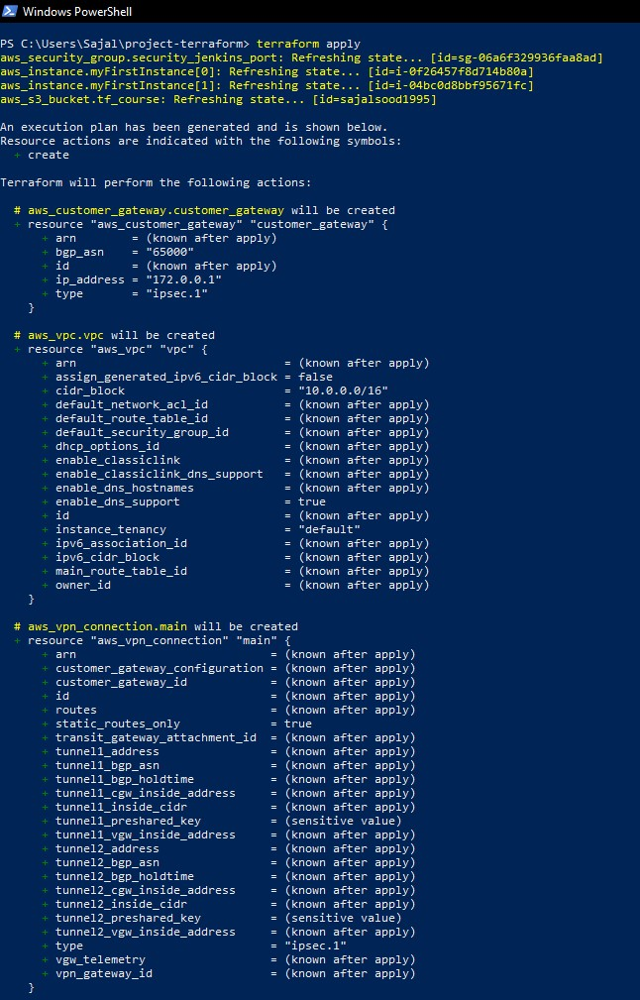 Windows PowerShell
PS C:\Users\Sajal\project-terraform> terraform apply
aws_security_group.security_jenkins_port: Refreshing state... [id=sg-06a6f329936faa8ad]
aws_instance.myFirstInstance[0]: Refreshing state... [id=i-0f26457f8d714b80a]
aws_instance.myFirstInstance[1]: Refreshing state... [id=i-04bc0d8bbf95671fc]
aws_s3_bucket.tf_course: Refreshing state... [id=sajalsood1995]
An execution plan has been generated and is shown below.
Resource actions are indicated with the following symbols:
+ create
Terraform will perform the following actions:
# aws_customer_gateway.customer_gateway will be created
+ resource "aws_customer_gateway" "customer_gateway" {
+ arn = (known after apply)
+ bgp_asn = "65000"
+ id = (known after apply)
+ ip_address = "172.0.0.1"
+ type = "ipsec.1"
}
# aws_vpc.vpc will be created
+ resource "aws_vpc" "vpc" {
+ arn = (known after apply)
+ assign_generated_ipv6_cidr_block = false
+ cidr_block = "10.0.0.0/16"
+ default_network_acl_id = (known after apply)
+ default_route_table_id = (known after apply)
+ default_security_group_id = (known after apply)
+ dhcp_options_id = (known after apply)
+ enable_classiclink = (known after apply)
+ enable_classiclink_dns_support = (known after apply)
+ enable_dns_hostnames = (known after apply)
+ enable_dns_support = true
+ id = (known after apply)
+ instance_tenancy = "default"
+ ipv6_association_id = (known after apply)
+ ipv6_cidr_block = (known after apply)
+ main_route_table_id = (known after apply)
+ owner_id = (known after apply)
}
# aws_vpn_connection.main will be created
+ resource "aws_vpn_connection" "main" {
+ arn = (known after apply)
+ customer_gateway_configuration = (known after apply)
+ customer_gateway_id = (known after apply)
+ id = (known after apply)
+ routes = (known after apply)
+ static_routes_only = true
+ transit_gateway_attachment_id = (known after apply)
+ tunnel1_address = (known after apply)
+ tunnel1_bgp_asn = (known after apply)
+ tunnel1_bgp_holdtime = (known after apply)
+ tunnel1_cgw_inside_address = (known after apply)
+ tunnel1_inside_cidr = (known after apply)
+ tunnel1_preshared_key = (sensitive value)
+ tunnel1_vgw_inside_address = (known after apply)
+ tunnel2_address = (known after apply)
+ tunnel2_bgp_asn = (known after apply)
+ tunnel2_bgp_holdtime = (known after apply)
+ tunnel2_cgw_inside_address = (known after apply)
+ tunnel2_inside_cidr = (known after apply)
+ tunnel2_preshared_key = (sensitive value)
+ tunnel2_vgw_inside_address = (known after apply)
+ type = "ipsec.1"
+ vgw_telemetry = (known after apply)
+ vpn_gateway_id = (known after apply)
}